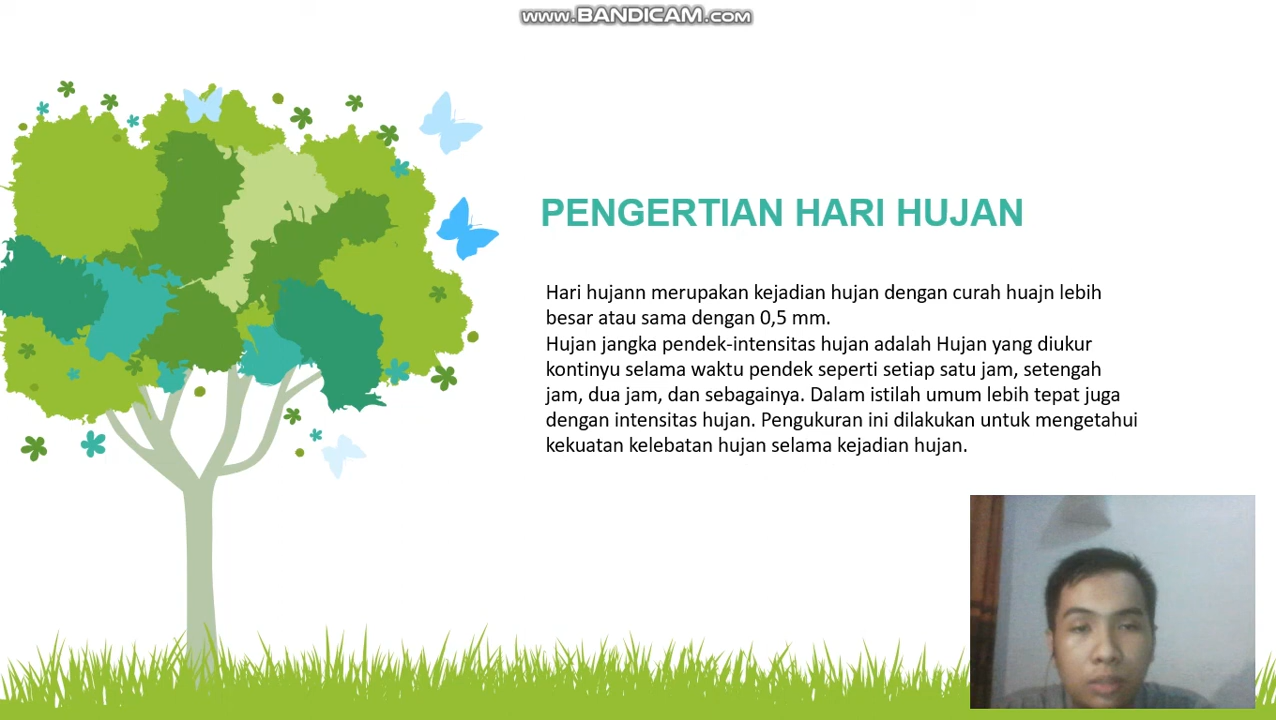 www.BANDICAM.com
PENGERTIAN HARI HUJAN
Hari hujann merupakan kejadian hujan dengan curah huajn lebih
besar atau sama dengan 0,5 mm.
Hujan jangka pendek-intensitas hujan adalah Hujan yang diukur
kontinyu selama waktu pendek seperti setiap satu jam, setengah
jam, dua jam, dan sebagainya. Dalam istilah umum lebih tepat juga
dengan intensitas hujan. Pengukuran ini dilakukan untuk mengetahui
kekuatan kelebatan hujan selama kejadian hujan.